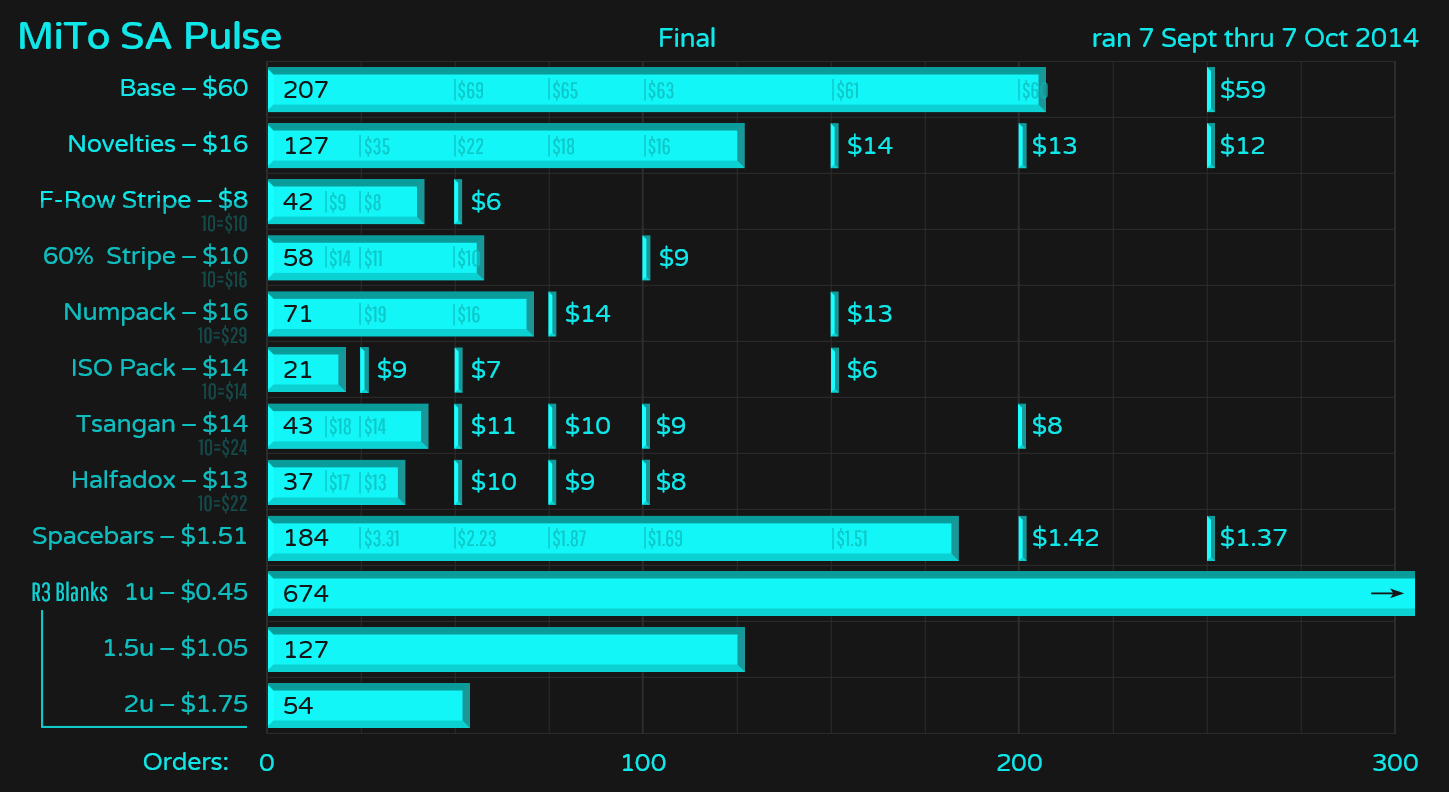 MiTo SA Pulse Final ran 7 Sept thru 7 Oct 2014
Base – $60 207 $69 $65 $63 $61 $59
Novelties – $16 127 $35 $22 $18 $16 $14 $13 $12
F-Row Stripe – $8 42 $9 $8 $6
10=$10
60% Stripe – $10 58 $14 $11 $10 $9
10=$16
Numpack – $16 71 $19 $16 $14 $13
10=$29
ISO Pack – $14 21 $9 $7 $6
10=$14
Tsangan – $14 43 $18 $14 $11 $10 $9 $8
10=$24
Halfadox – $13 37 $17 $13 $10 $9 $8
10=$22
Spacebars – $1.51 184 $3.31 $2.23 $1.87 $1.69 $1.51 $1.42 $1.37
R3 Blanks 1u – $0.45 674
1.5u – $1.05 127
2u – $1.75 54
Orders: 0 100 200 300